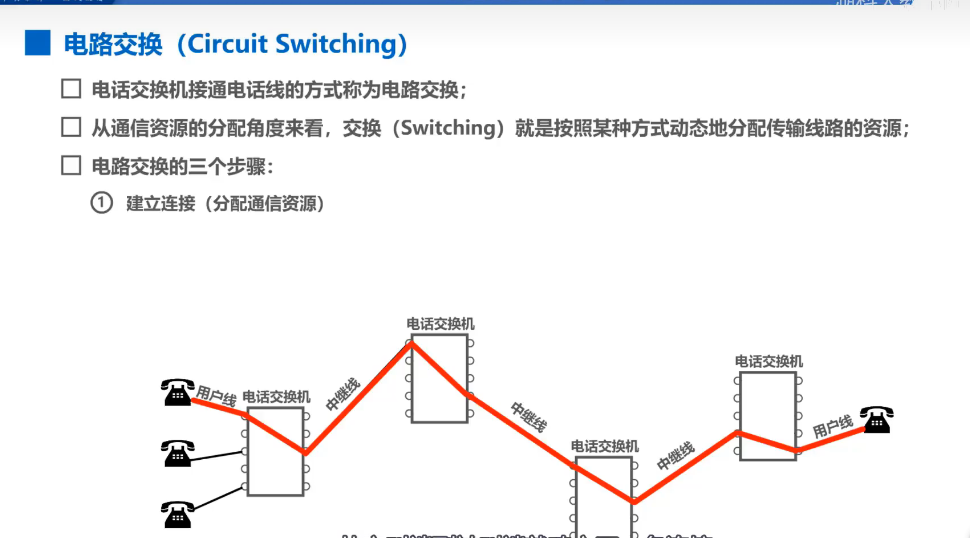 电路交换（Circuit Switching）
电话交换机接通电话线的方式称为电路交换；
从通信资源的分配角度来看，交换（Switching）就是按照某种方式动态地分配传输线路的资源；
电路交换的三个步骤：
① 建立连接（分配通信资源）
电话交换机
电话交换机
用户线
电话交换机
中继线
中继线
用户线
电话交换机
中继线